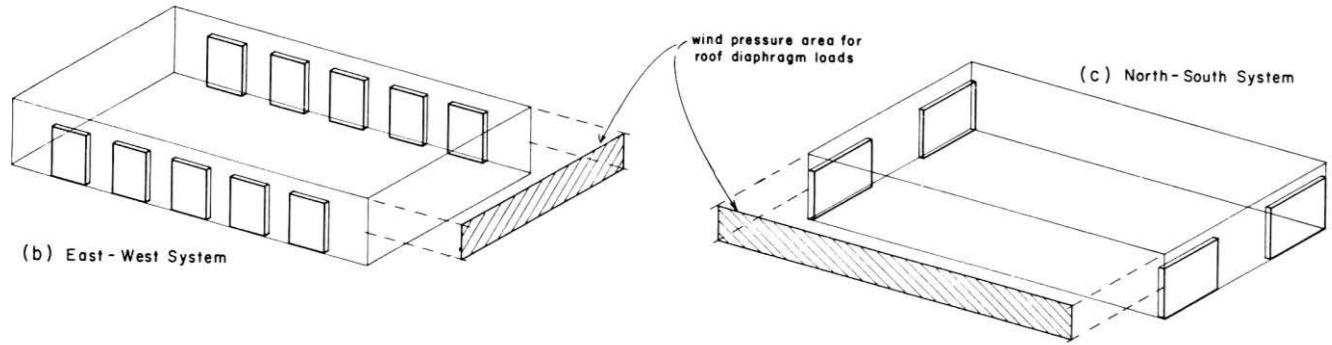 wind pressure area for
roof diaphragm loads
(c) North-South System
(b) East-West System